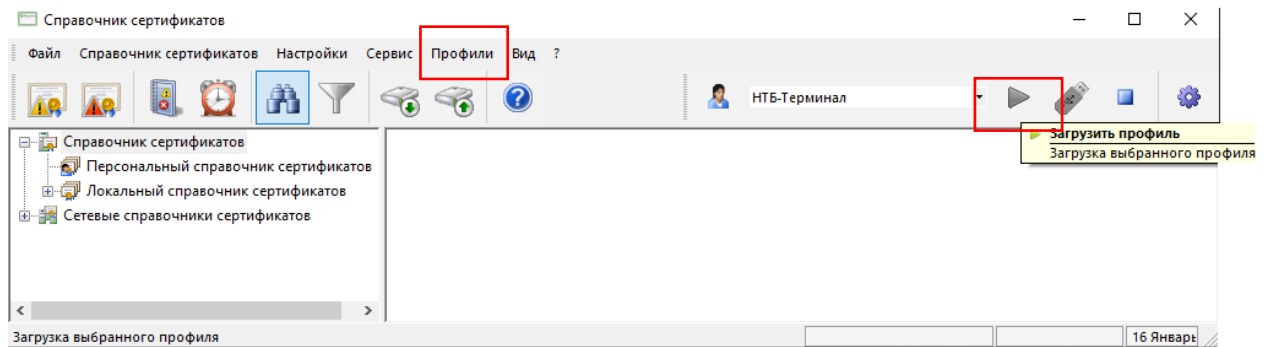 Справочник сертификатов
Файл Справочник сертификатов Настройки Сервис Профили Вид ?
НТБ-Терминал
Загрузить профиль
Загрузка выбранного профиля
Справочник сертификатов
Персональный справочник сертификатов
Локальный справочник сертификатов
Сетевые справочники сертификатов
Загрузка выбранного профиля
16 Январь